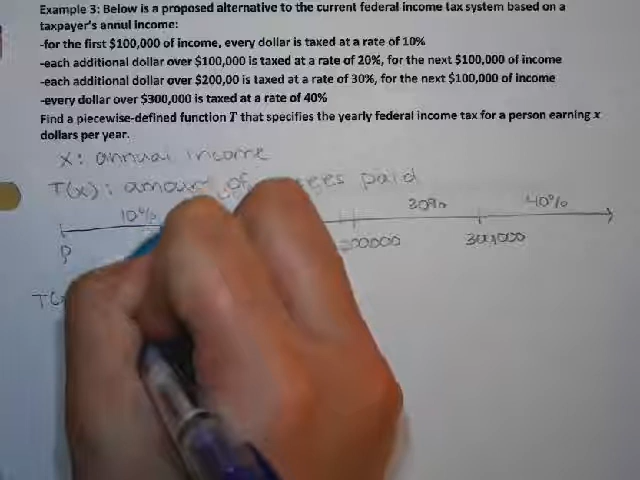 Example 3: Below is a proposed alternative to the current federal income tax system based on a
taxpayer's annul income:
-for the first $100,000 of income, every dollar is taxed at a rate of 10%
-each additional dollar over $100,000 is taxed at a rate of 20%, for the next $100,000 of income
-each additional dollar over $200,00 is taxed at a rate of 30%, for the next $100,000 of income
-every dollar over $300,000 is taxed at a rate of 40%
Find a piecewise-defined function T that specifies the yearly federal income tax for a person earning x
dollars per year.
x: annual income
T(x): amount of paid
10% 30% 40%
200,000 300,000